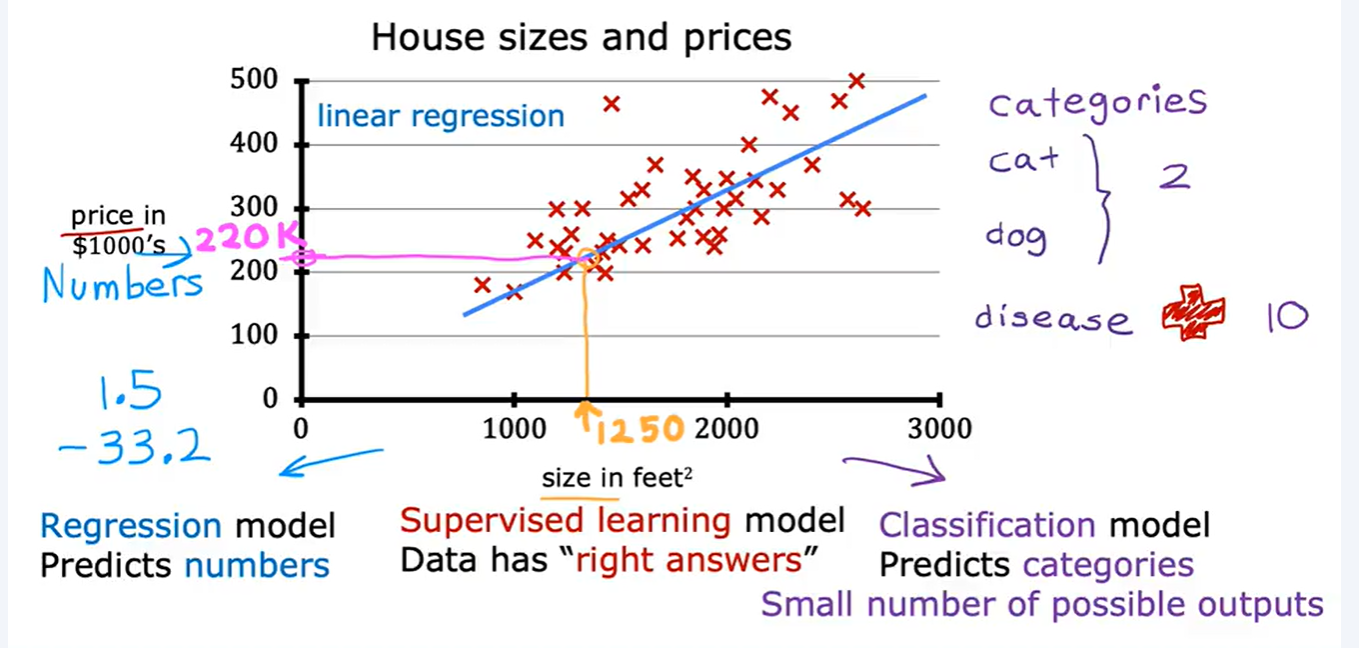 House sizes and prices
500
linear regression
400
300
200
100
0
price in
$1000's
220K
Numbers
1.5
-33.2
0
1000
1250
2000
3000
size in feet²
categories
cat
dog
2
disease
10
Regression model
Predicts numbers
Supervised learning model
Data has “right answers”
Classification model
Predicts categories
Small number of possible outputs